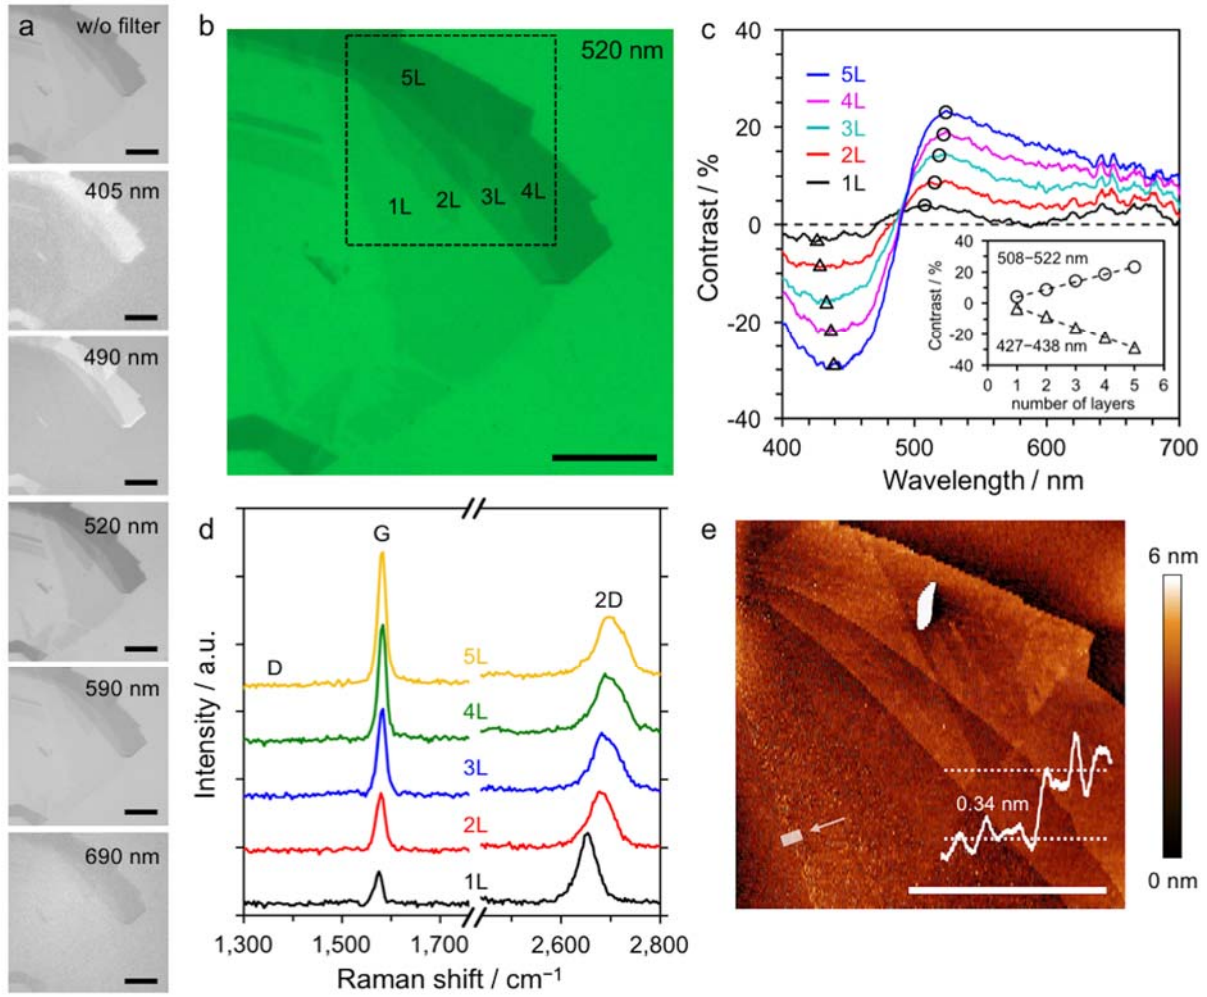 a
w/o filter
405 nm
490 nm
520 nm
590 nm
690 nm
b
520 nm
5L
1L
2L
3L
4L
c
40
20
0
-20
-40
Contrast / %
5L
4L
3L
2L
1L
400
500
600
700
Wavelength / nm
40
20
0
-20
-40
Contrast / %
508−522 nm
427−438 nm
0
1
2
3
4
5
6
number of layers
d
G
D
2D
5L
4L
3L
2L
1L
Intensity / a.u.
1,300
1,500
1,700
2,600
2,800
Raman shift / cm⁻¹
e
0.34 nm
6 nm
0 nm